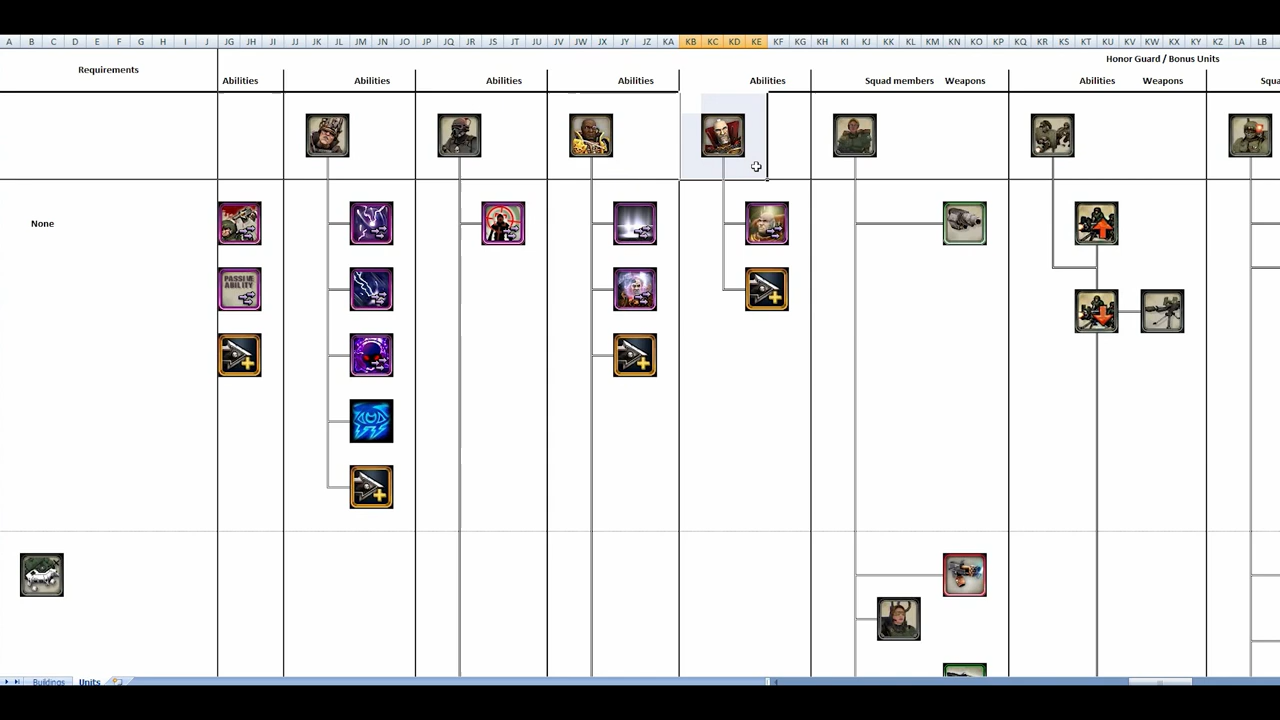 A B C D E F G H I J JG JH JI JJ JK JL JM JN JO JP JQ JR JS JT JU JV JW JX JY JZ KA KB KC KD KE KF KG KH KI KJ KK KL KM KN KO KP KQ KR KS KT KU KV KW KX KY KZ LA LB
Honor Guard / Bonus Units
Requirements
Abilities Abilities Abilities Abilities Abilities Squad members Weapons Abilities Weapons Squa
None
PASSIVE
ABILITY
Buildings Units